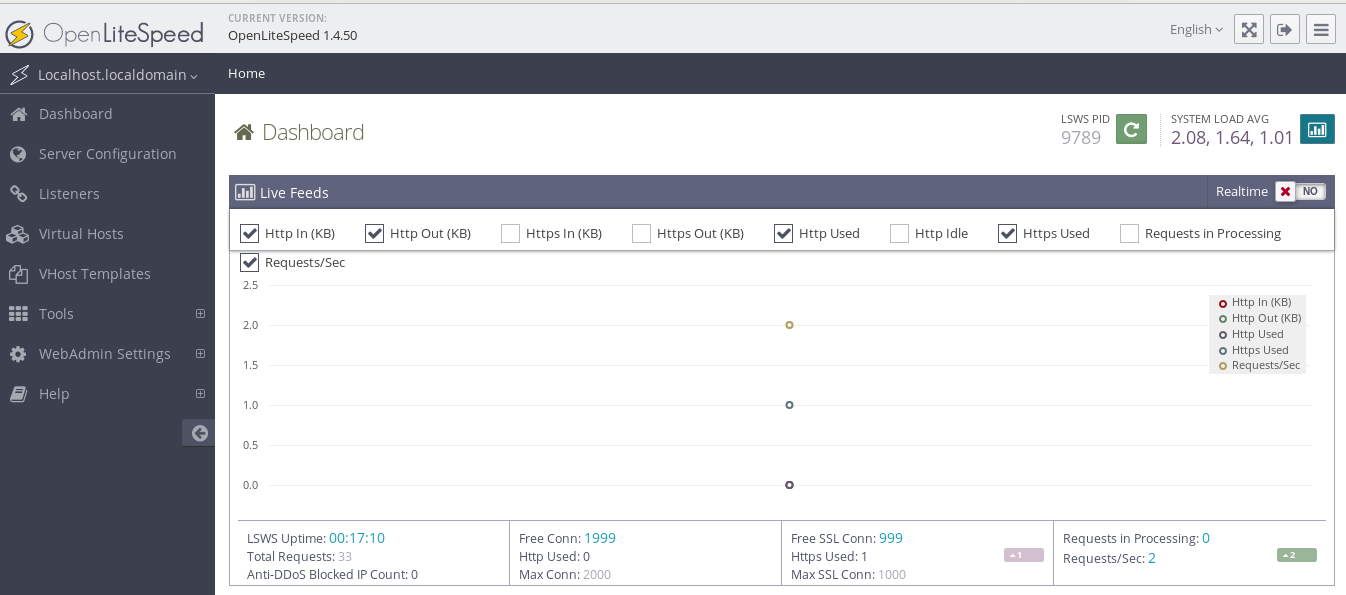 OpenLiteSpeed
CURRENT VERSION:
OpenLiteSpeed 1.4.50
English
Localhost.localdomain
Home
Dashboard
Server Configuration
Listeners
Virtual Hosts
VHost Templates
Tools
WebAdmin Settings
Help
Dashboard
LSWS PID
9789
SYSTEM LOAD AVG
2.08, 1.64, 1.01
Live Feeds
Realtime NO
Http In (KB) Http Out (KB) Https In (KB) Https Out (KB) Http Used Http Idle Https Used Requests in Processing
Requests/Sec
2.5
2.0
1.5
1.0
0.5
0.0
Http In (KB)
Http Out (KB)
Http Used
Https Used
Requests/Sec
LSWS Uptime: 00:17:10
Total Requests: 33
Anti-DDoS Blocked IP Count: 0
Free Conn: 1999
Http Used: 0
Max Conn: 2000
Free SSL Conn: 999
Https Used: 1
1
Max SSL Conn: 1000
Requests in Processing: 0
Requests/Sec: 2
2